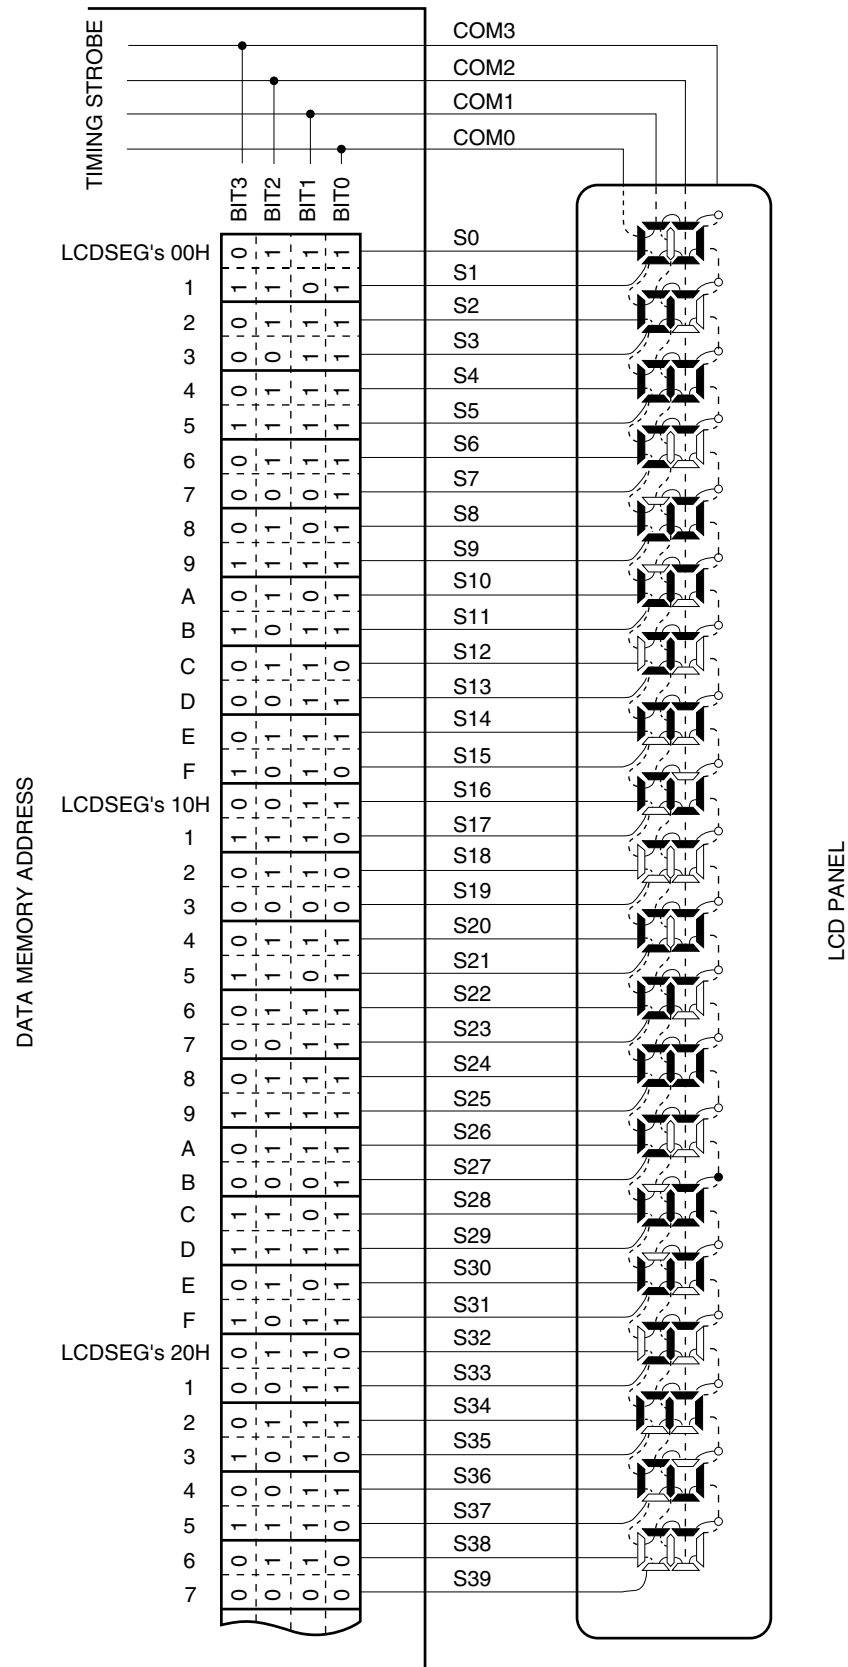 TIMING STROBE
COM3
COM2
COM1
COM0
BIT3 BIT2 BIT1 BIT0
LCDSEG's 00H 0 1 1 1 S0
1 1 1 0 1 S1
2 0 1 1 1 S2
3 0 0 1 1 S3
4 0 1 1 1 S4
5 1 1 1 1 S5
6 0 1 1 1 S6
7 0 0 0 1 S7
8 0 1 0 1 S8
9 1 1 1 1 S9
A 0 1 0 1 S10
B 1 0 1 1 S11
C 0 1 1 0 S12
D 0 0 1 1 S13
E 0 1 1 1 S14
F 1 0 1 0 S15
LCDSEG's 10H 0 0 1 1 S16
1 1 1 1 0 S17
2 0 1 1 0 S18
3 0 0 0 0 S19
4 0 1 1 1 S20
5 1 1 0 1 S21
6 0 1 1 1 S22
7 0 0 1 1 S23
8 0 1 1 1 S24
9 1 1 1 1 S25
A 0 1 1 1 S26
B 0 0 0 1 S27
C 1 1 0 1 S28
D 1 1 1 1 S29
E 0 1 0 1 S30
F 1 0 1 1 S31
LCDSEG's 20H 0 1 1 0 S32
1 0 0 1 1 S33
2 0 1 1 1 S34
3 1 0 1 0 S35
4 0 0 1 1 S36
5 1 1 1 0 S37
6 0 1 1 0 S38
7 0 0 0 0 S39
DATA MEMORY ADDRESS
LCD PANEL